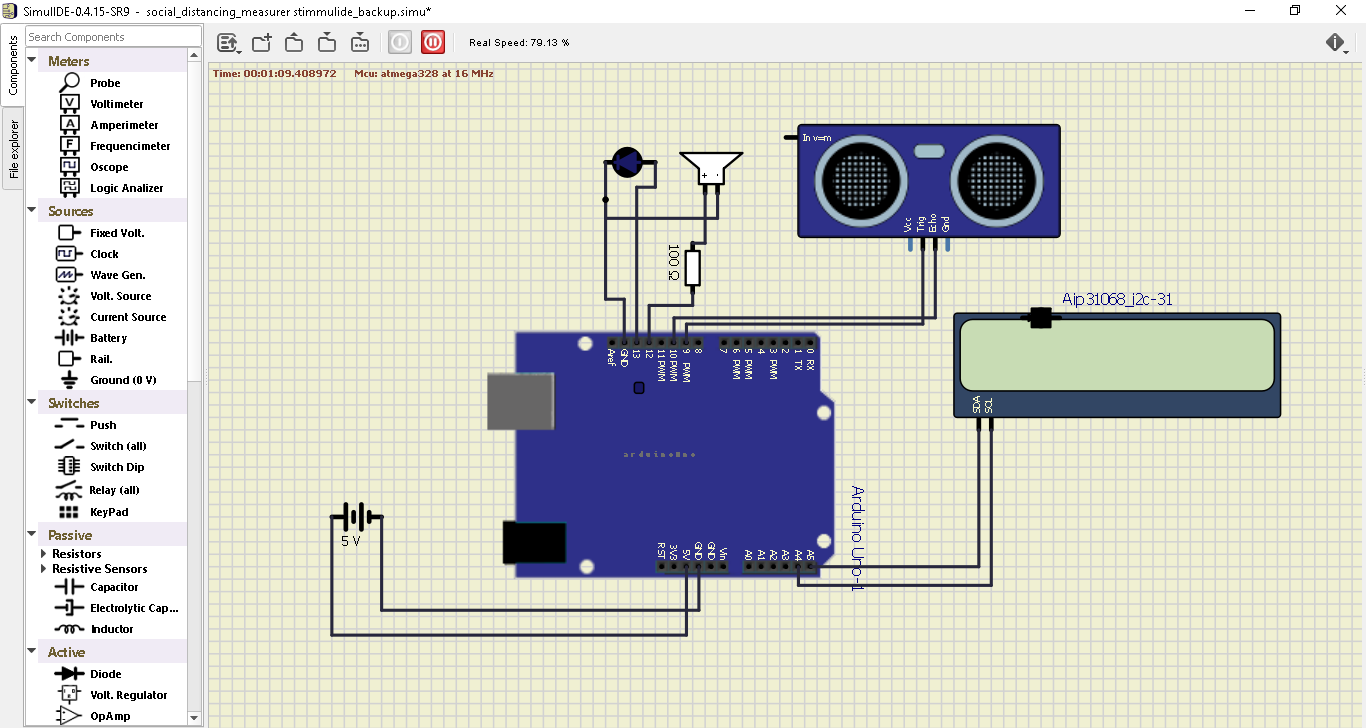 SimulIDE-0.4.15-SR9 - social_distancing_measurer stimmulide_backup.simu*
Components
File explorer
Search Components
Meters
Probe
Voltimeter
Amperimeter
Frequencimeter
Oscope
Logic Analizer
Sources
Fixed Volt.
Clock
Wave Gen.
Volt. Source
Current Source
Battery
Rail.
Ground (0 V)
Switches
Push
Switch (all)
Switch Dip
Relay (all)
KeyPad
Passive
Resistors
Resistive Sensors
Capacitor
Electrolytic Cap...
Inductor
Active
Diode
Volt. Regulator
OpAmp
Real Speed: 79.13 %
Time: 00:01:09.408972 Mcu: atmega328 at 16 MHz
In v=m
Vcc Trig Echo Gnd
+ -
100 Ω
Aip31068_i2c-31
SDA SCL
Aref GND 13 12 11 PWM 10 PWM 9 PWM 8 7 6 PWM 5 PWM 4 3 PWM 2 1 TX 0 RX
arduinoUno
Arduino Uno-1
RST 3V3 5V GND GND Vin A0 A1 A2 A3 A4 A5
5 V